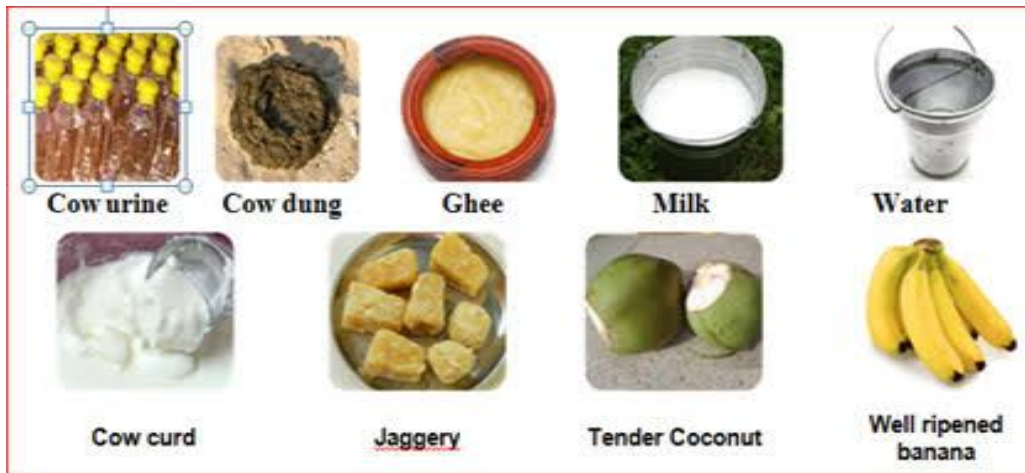 Cow urine
Cow dung
Ghee
Milk
Water
Cow curd
Jaggery
Tender Coconut
Well ripened
banana